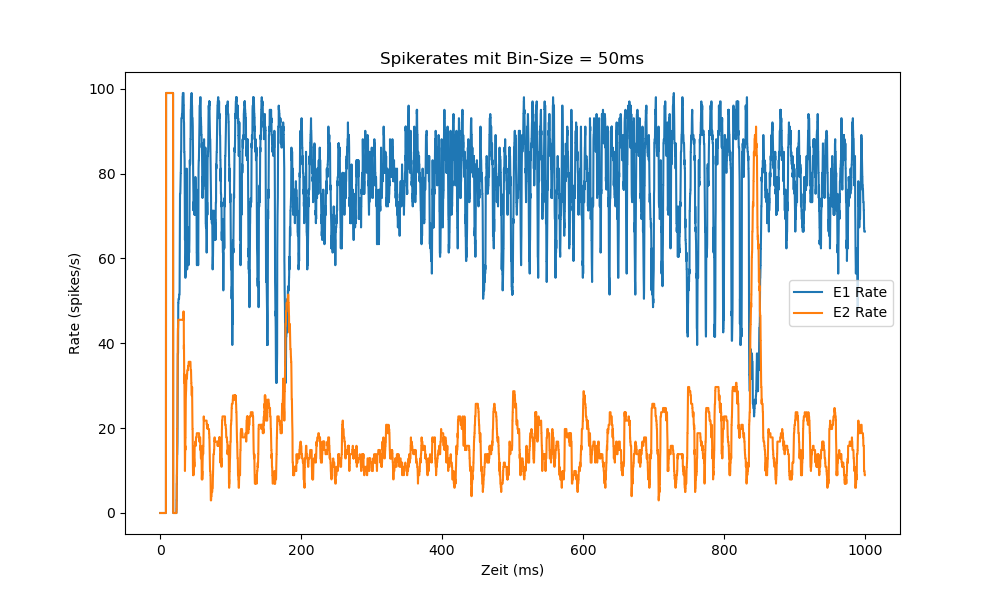 Spikerates mit Bin-Size = 50ms
Rate (spikes/s)
100
80
60
40
20
0
E1 Rate
E2 Rate
0 200 400 600 800 1000
Zeit (ms)